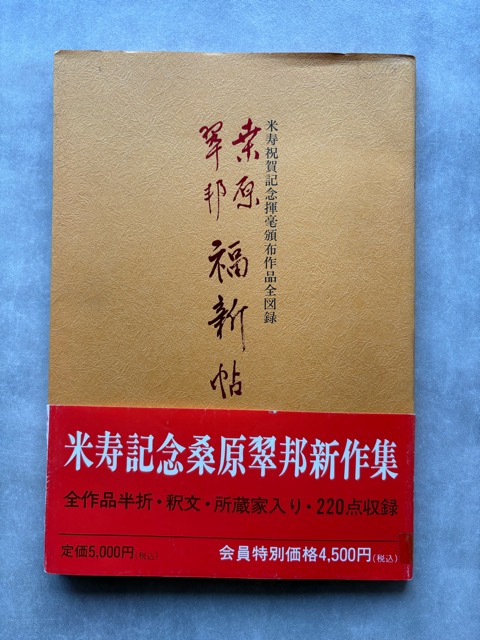 米寿祝賀記念揮毫頒布作品全図録
桑原
翠邦
福新帖
米寿記念桑原翠邦新作集
全作品半折・釈文・所蔵家入り・220点収録
定価5,000円(税込)
会員特別価格4,500円(税込)